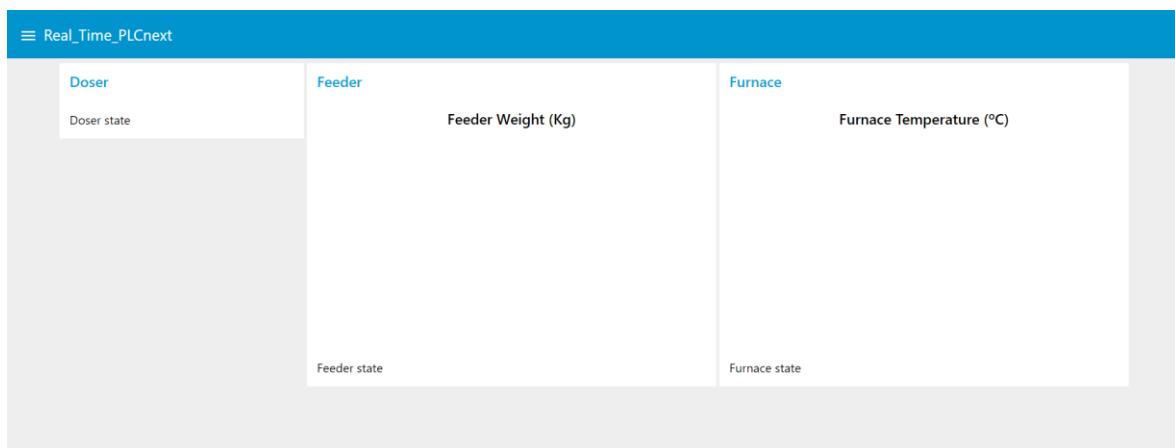 Real_Time_PLCnext
Doser
Doser state
Feeder
Feeder Weight (Kg)
Feeder state
Furnace
Furnace Temperature (ºC)
Furnace state